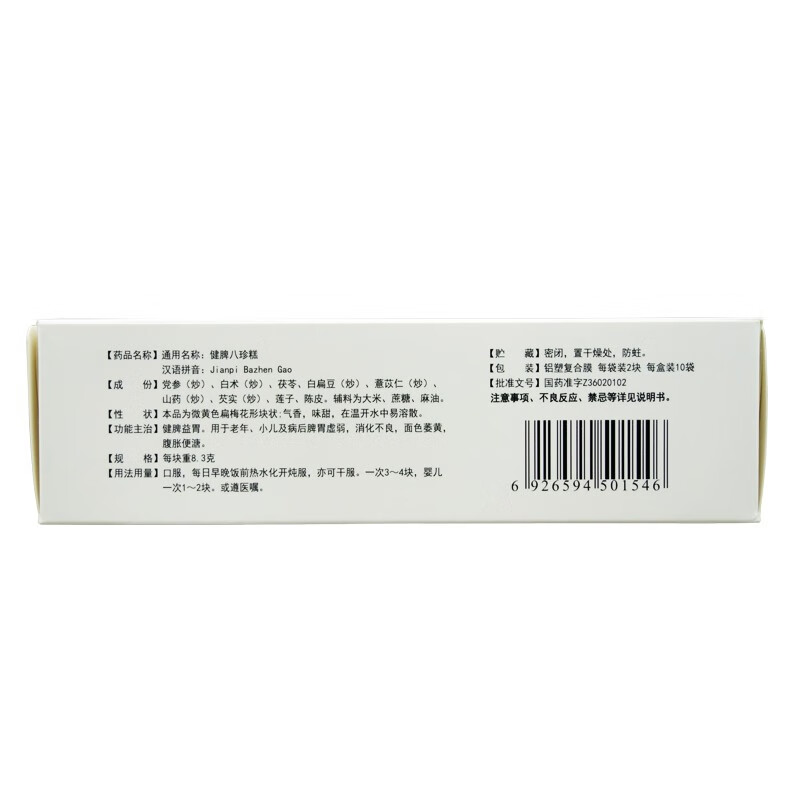 【药品名称】通用名称：健脾八珍糕
汉语拼音：Jianpi Bazhen Gao
【成　份】党参（炒）、白术（炒）、茯苓、白扁豆（炒）、薏苡仁（炒）、
山药（炒）、芡实（炒）、莲子、陈皮。辅料为大米、蔗糖、麻油。
【性　状】本品为微黄色扁梅花形块状；气香，味甜，在温开水中易溶散。
【功能主治】健脾益胃。用于老年、小儿及病后脾胃虚弱，消化不良，面色萎黄，
腹胀便溏。
【规　格】每块重8.3克
【用法用量】口服，每日早晚饭前热水化开炖服，亦可干服。一次3～4块，婴儿
一次1～2块。或遵医嘱。
【贮　藏】密闭，置干燥处，防蛀。
【包　装】铝塑复合膜 每袋装2块 每盒装10袋
【批准文号】国药准字Z36020102
注意事项、不良反应、禁忌等详见说明书。
6 926594 501546